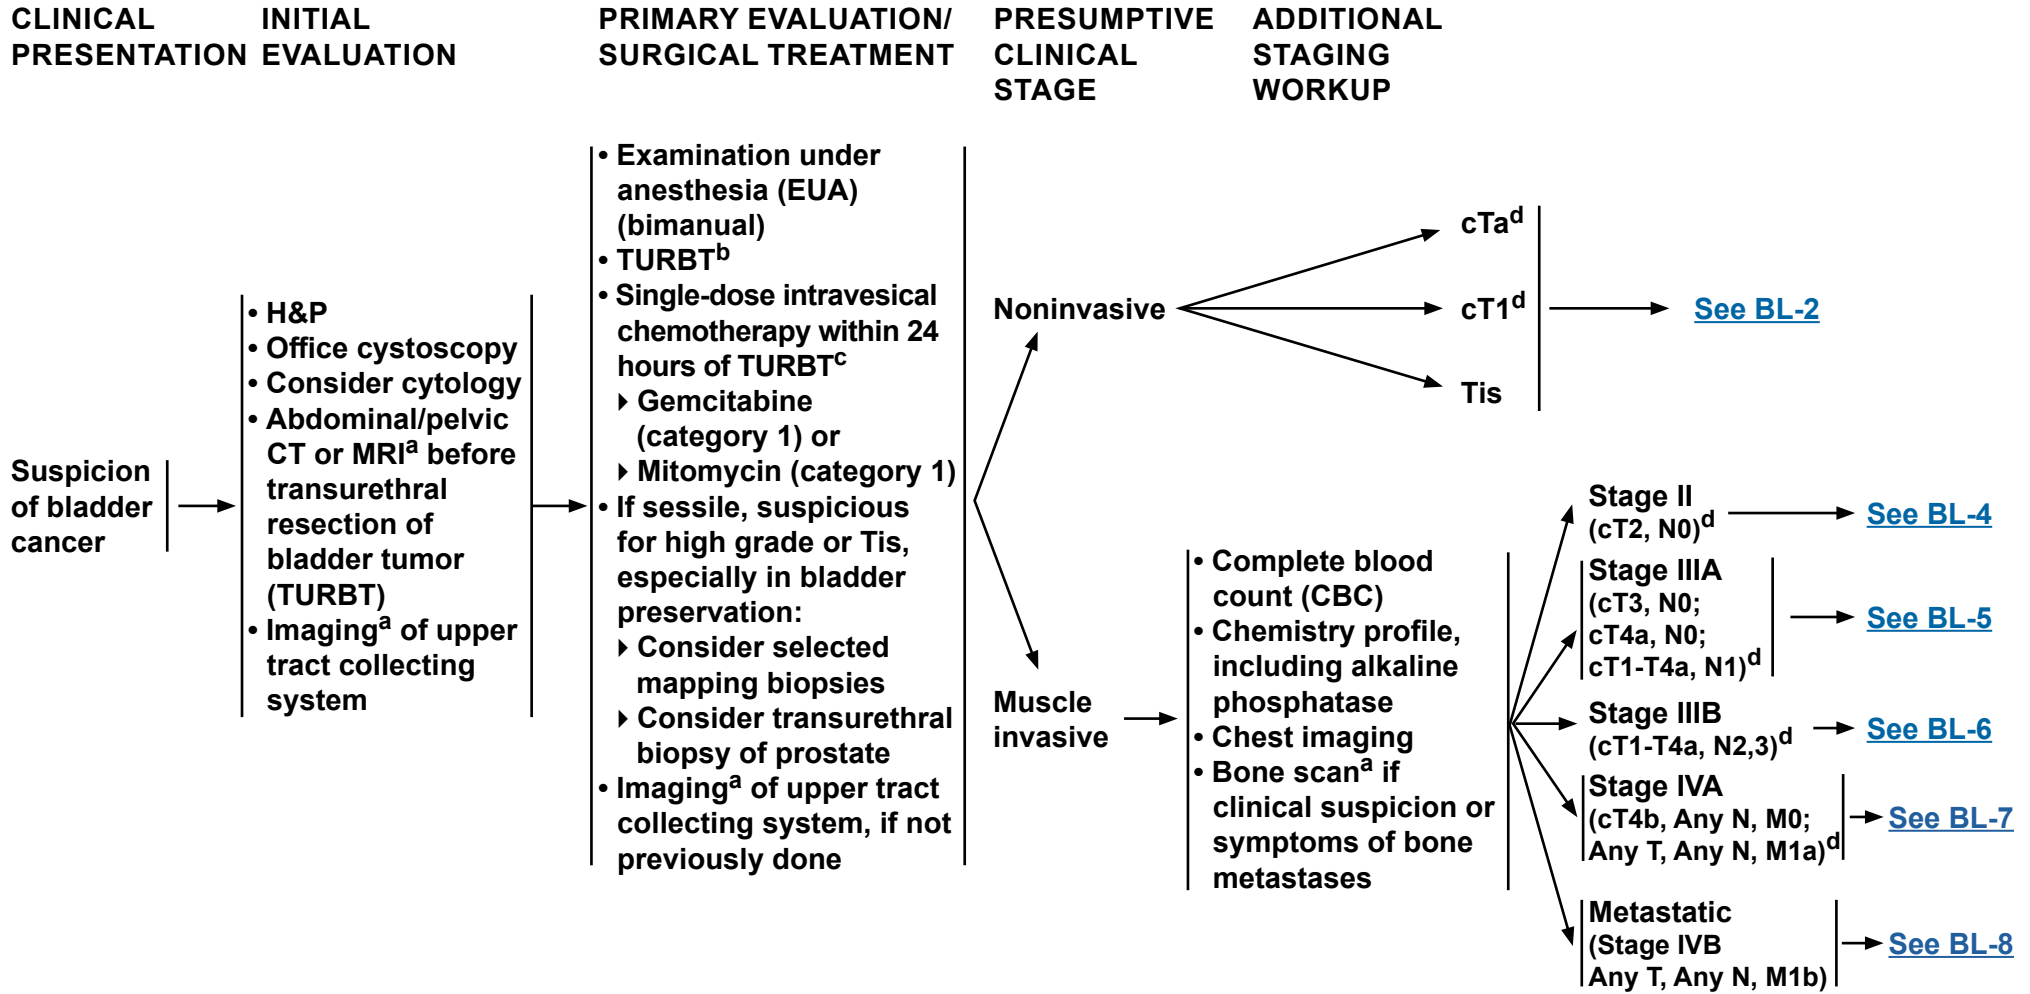 CLINICAL
PRESENTATION
INITIAL
EVALUATION
PRIMARY EVALUATION/
SURGICAL TREATMENT
PRESUMPTIVE
CLINICAL
STAGE
ADDITIONAL
STAGING
WORKUP
Suspicion
of bladder
cancer
• H&P
• Office cystoscopy
• Consider cytology
• Abdominal/pelvic
CT or MRIa before
transurethral
resection of
bladder tumor
(TURBT)
• Imaginga of upper
tract collecting
system
• Examination under
anesthesia (EUA)
(bimanual)
• TURBTb
• Single-dose intravesical
chemotherapy within 24
hours of TURBTc
‣ Gemcitabine
(category 1) or
‣ Mitomycin (category 1)
• If sessile, suspicious
for high grade or Tis,
especially in bladder
preservation:
‣ Consider selected
mapping biopsies
‣ Consider transurethral
biopsy of prostate
• Imaginga of upper tract
collecting system, if not
previously done
Noninvasive
cTad
cT1d
Tis
See BL-2
Muscle
invasive
• Complete blood
count (CBC)
• Chemistry profile,
including alkaline
phosphatase
• Chest imaging
• Bone scana if
clinical suspicion or
symptoms of bone
metastases
Stage II
(cT2, N0)d
See BL-4
Stage IIIA
(cT3, N0;
cT4a, N0;
cT1-T4a, N1)d
See BL-5
Stage IIIB
(cT1-T4a, N2,3)d
See BL-6
Stage IVA
(cT4b, Any N, M0;
Any T, Any N, M1a)d
See BL-7
Metastatic
(Stage IVB
Any T, Any N, M1b)
See BL-8